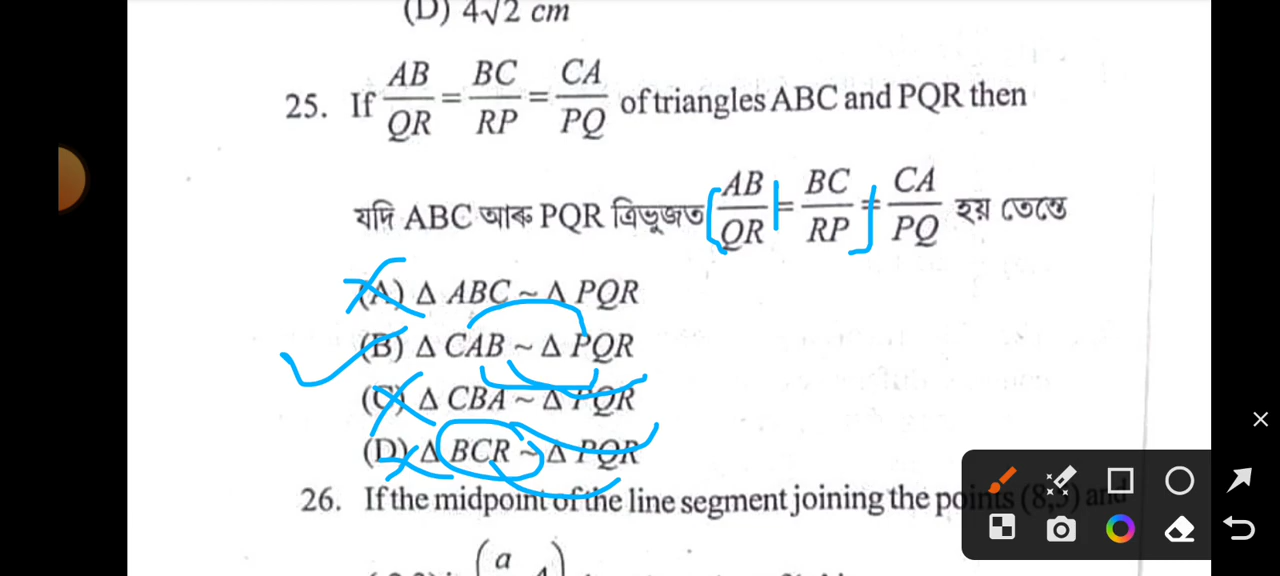 (D) 4√2 cm
25. If AB/QR = BC/RP = CA/PQ of triangles ABC and PQR then
যদি ABC আৰু PQR ত্ৰিভূজত AB/QR = BC/RP = CA/PQ হয় তেন্তে
(A) Δ ABC ~ Δ PQR
(B) Δ CAB ~ Δ PQR
(C) Δ CBA ~ Δ PQR
(D) Δ BCR ~ Δ PQR
26. If the midpoint of the line segment joining the points (8,5) and
(a